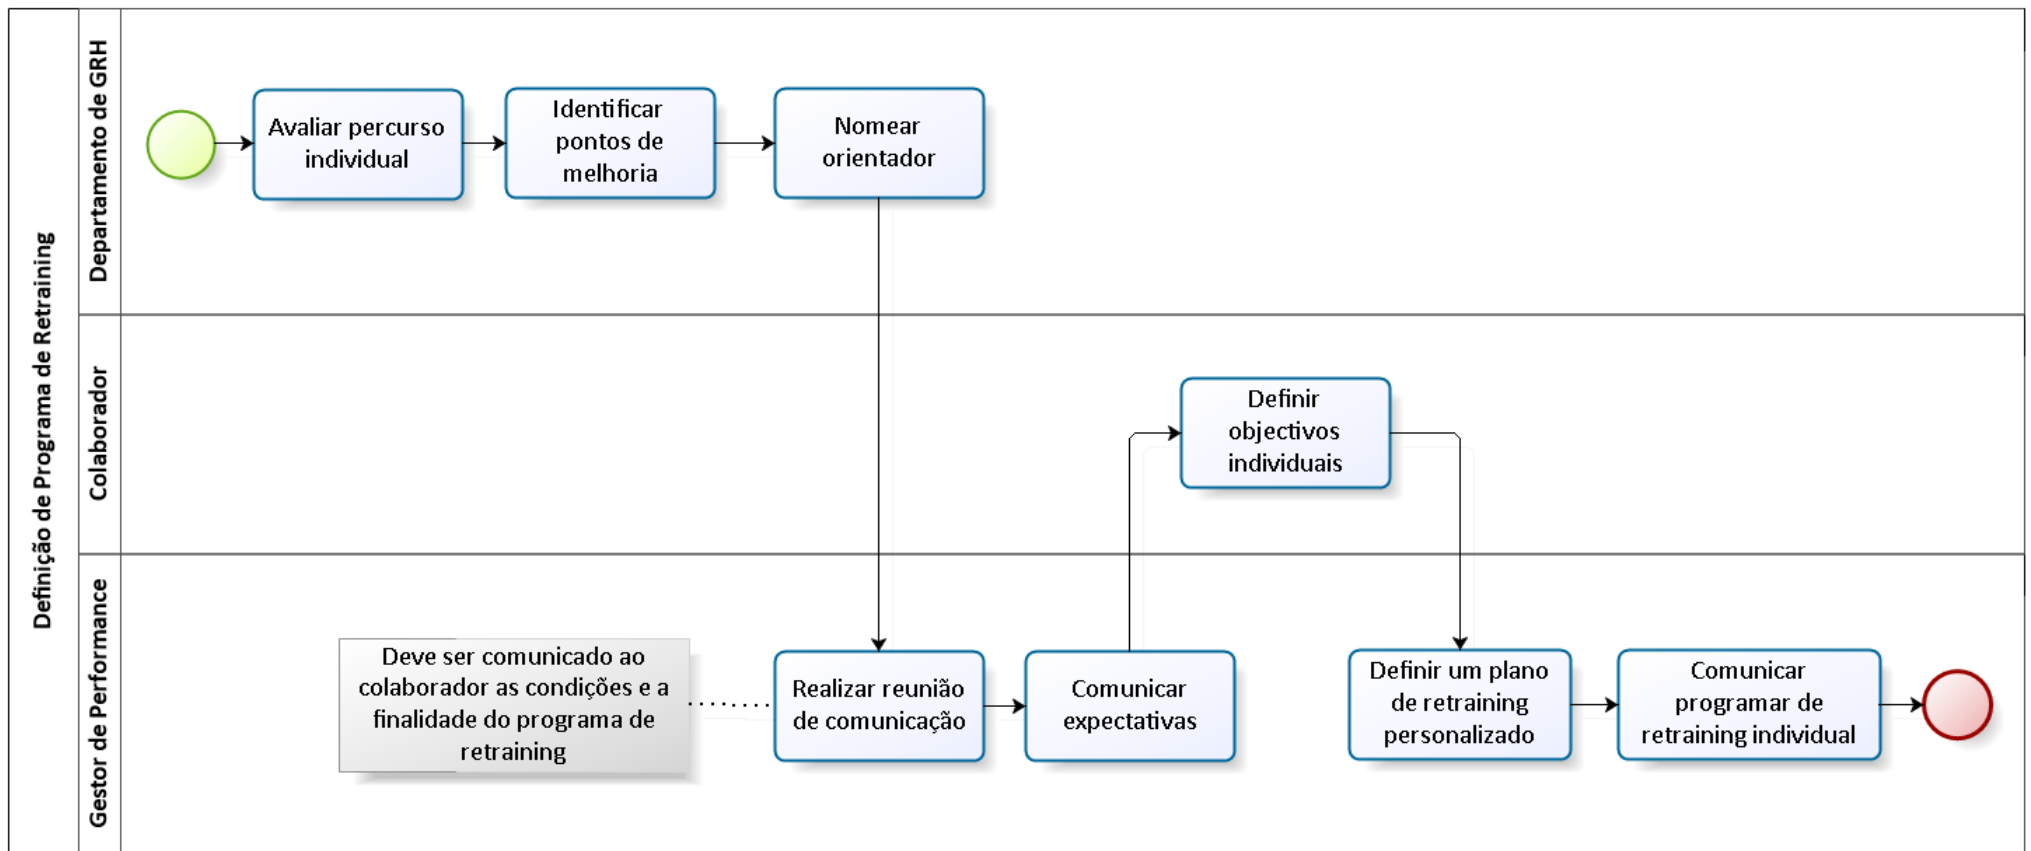 Definição de Programa de Retraining
Departamento de GRH
Avaliar percurso
individual
Identificar
pontos de
melhoria
Nomear
orientador
Colaborador
Definir
objectivos
individuais
Gestor de Performance
Deve ser comunicado ao
colaborador as condições e a
finalidade do programa de
retraining
Realizar reunião
de comunicação
Comunicar
expectativas
Definir um plano
de retraining
personalizado
Comunicar
programar de
retraining individual